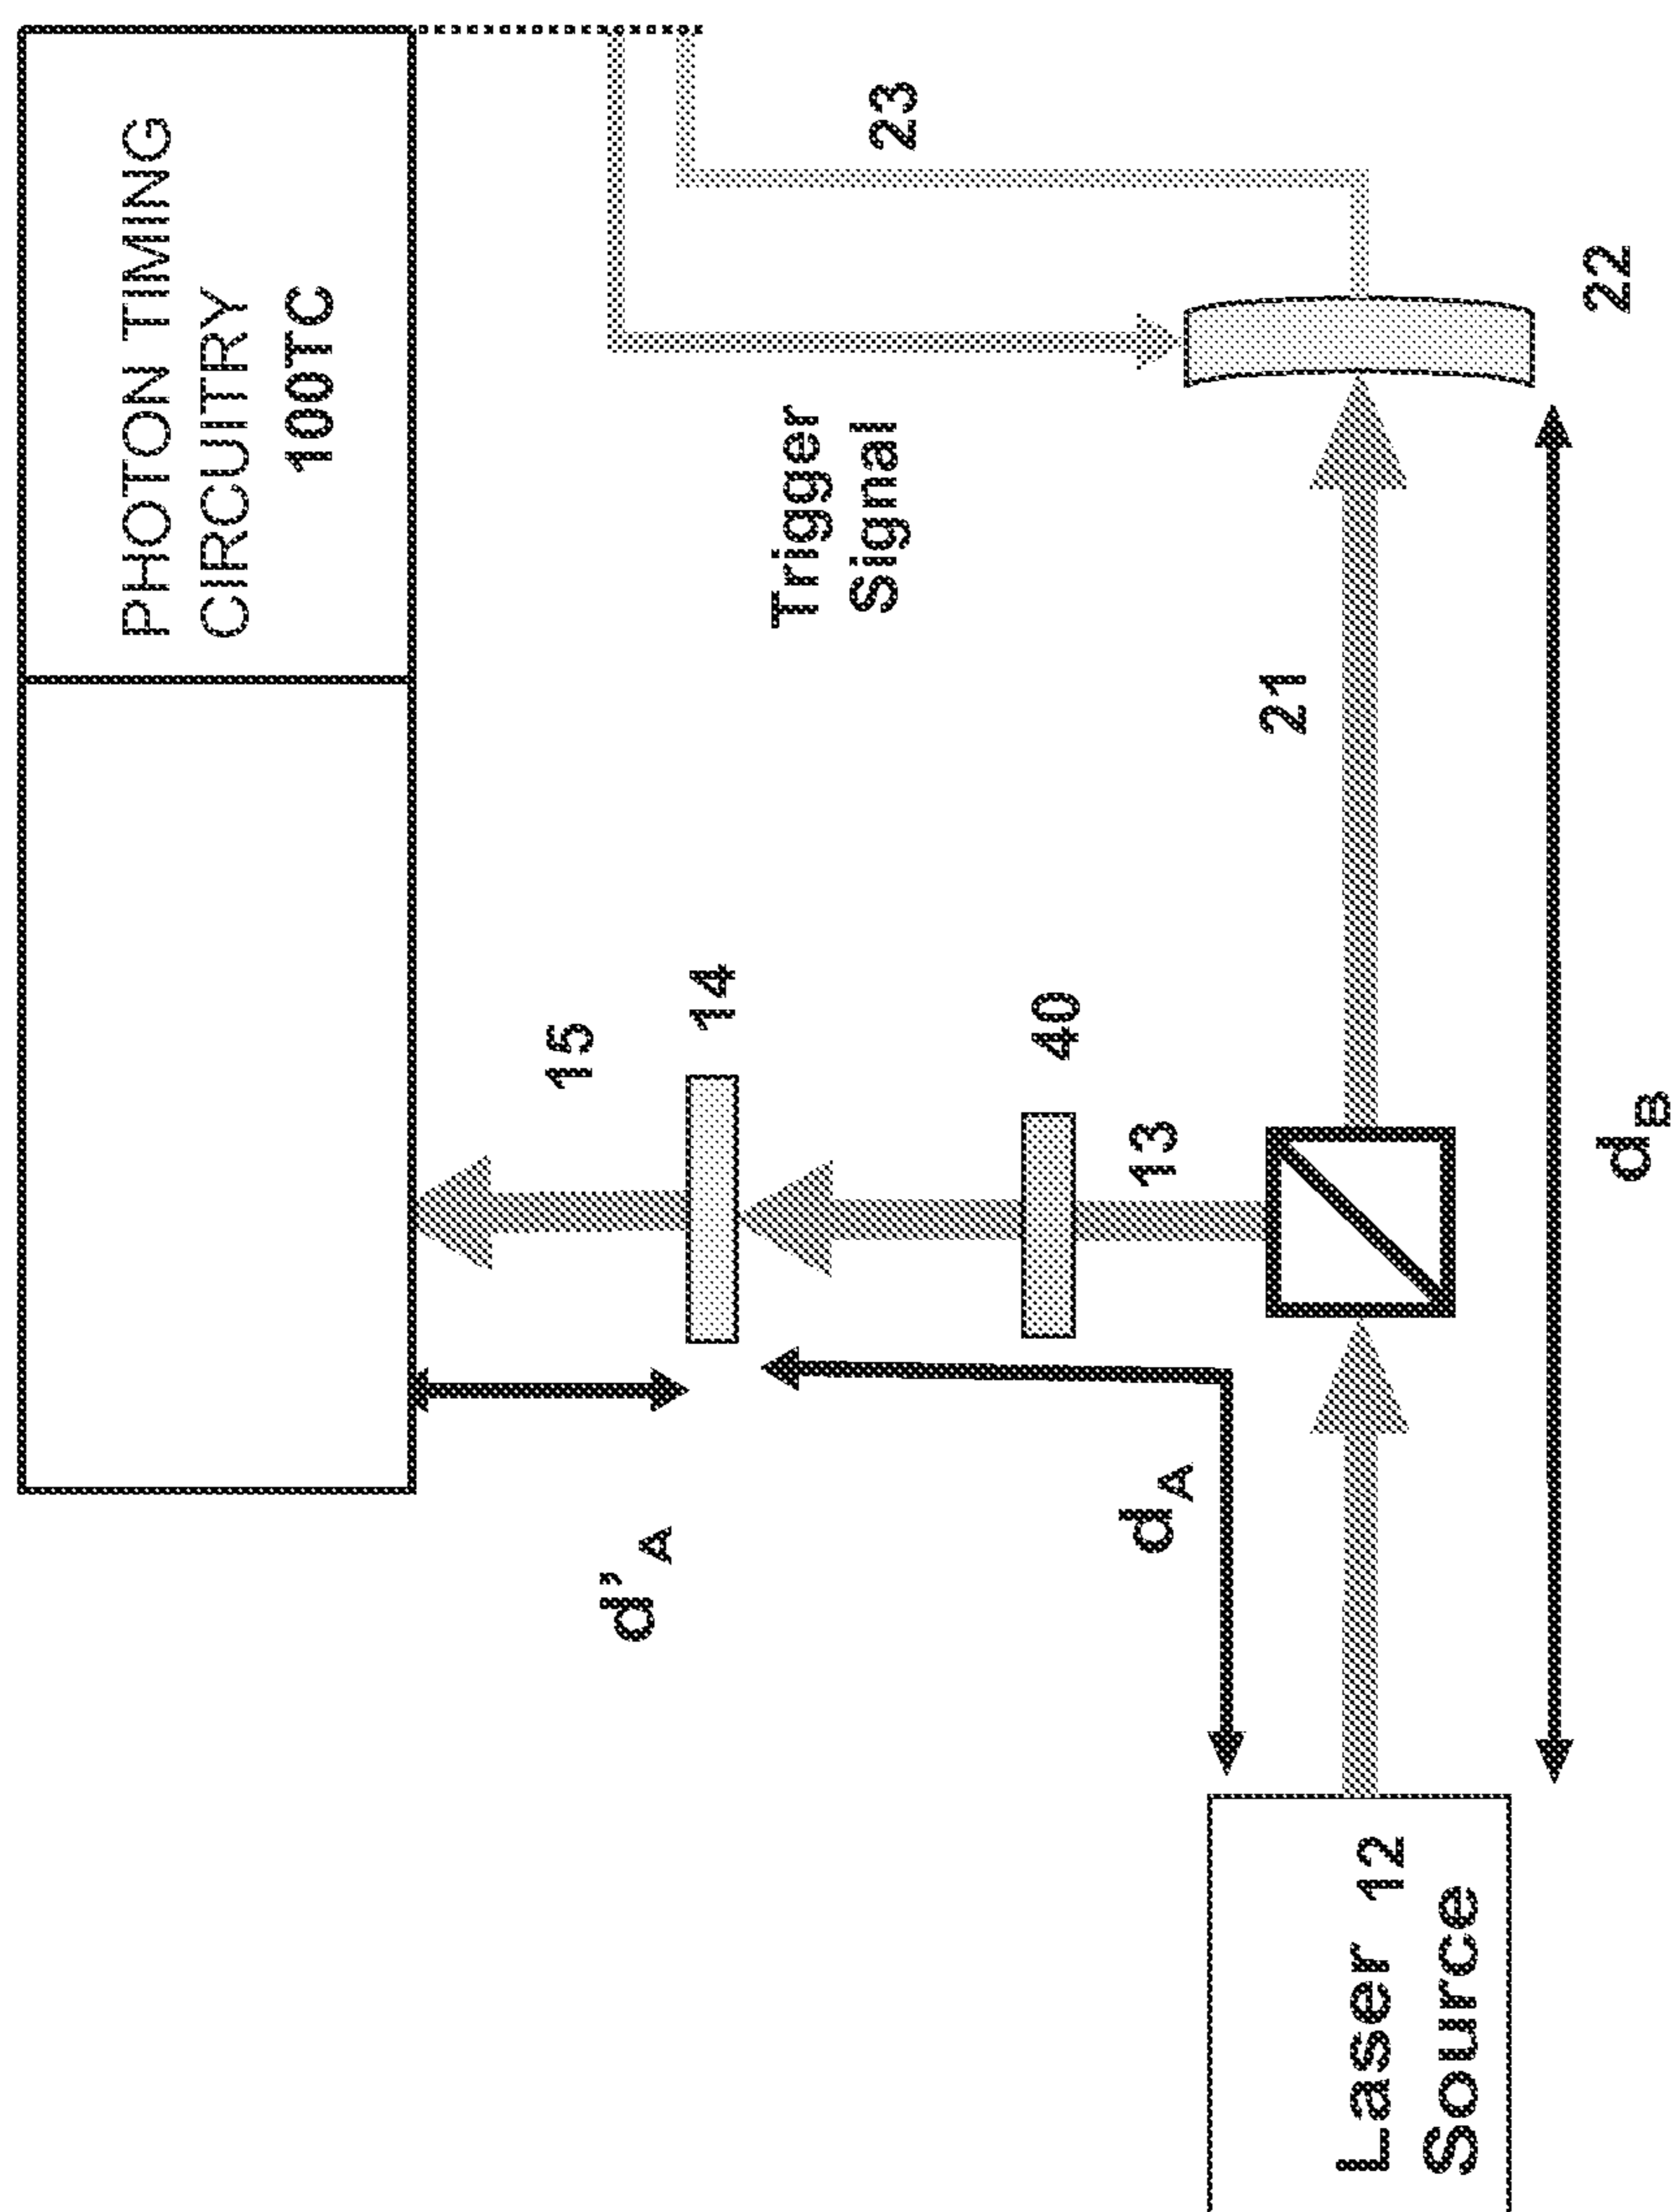 PHOTON TIMING
CIRCUITRY
100TC
23
22
Trigger
Signal
21
15
14
40
13
d'A
dA
dB
Laser 12
Source